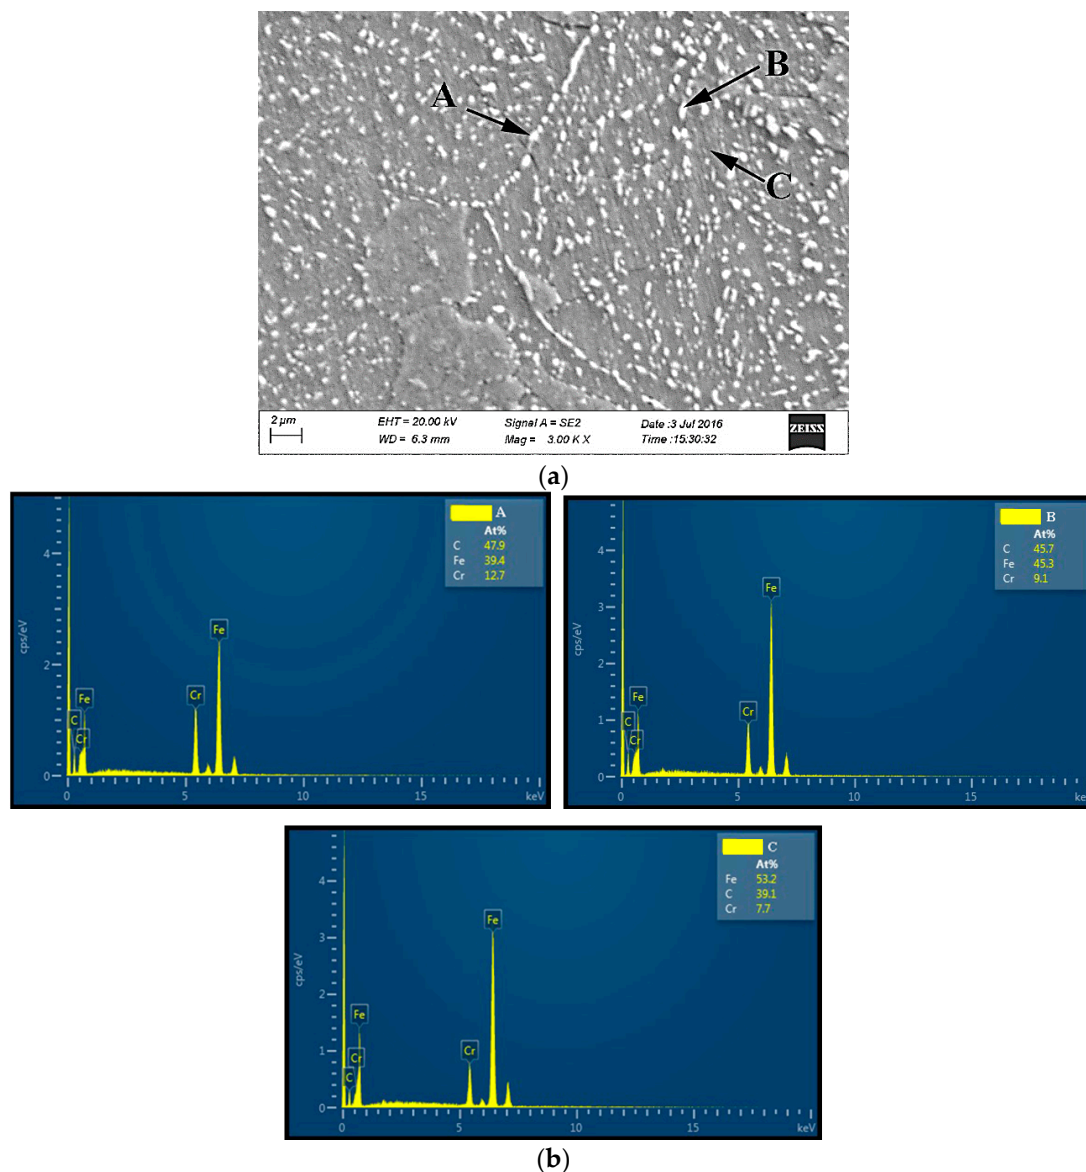 A
B
C
2 µm
EHT = 20.00 kV
Signal A = SE2
Date :3 Jul 2016
WD = 6.3 mm
Mag = 3.00 K X
Time :15:30:32
ZEISS
(a)
A
At%
C 47.9
Fe 39.4
Cr 12.7
cps/eV
4
2
0
C
Fe
Cr
Cr
Fe
0 5 10 15 keV
B
At%
C 45.7
Fe 45.3
Cr 9.1
cps/eV
4
3
2
1
0
C
Fe
Cr
Cr
Fe
0 5 10 15 keV
C
At%
Fe 53.2
C 39.1
Cr 7.7
cps/eV
4
3
2
1
0
Fe
Cr
C
Cr
Fe
0 5 10 15 keV
(b)